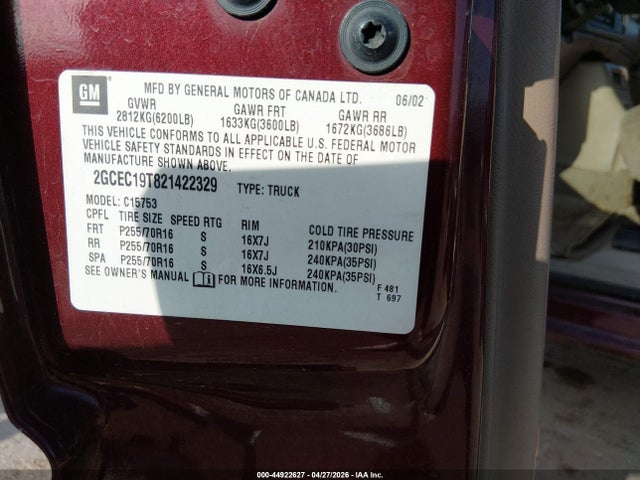 GM
MFD BY GENERAL MOTORS OF CANADA LTD. 06/02
GVWR GAWR FRT GAWR RR
2812KG(6200LB) 1633KG(3600LB) 1672KG(3686LB)
THIS VEHICLE CONFORMS TO ALL APPLICABLE U.S. FEDERAL MOTOR
VEHICLE SAFETY STANDARDS IN EFFECT ON THE DATE OF
MANUFACTURE SHOWN ABOVE.
2GCEC19T821422329 TYPE: TRUCK
MODEL: C15753
CPFL TIRE SIZE SPEED RTG RIM COLD TIRE PRESSURE
FRT P255/70R16 S 16X7J 210KPA(30PSI)
RR P255/70R16 S 16X7J 240KPA(35PSI)
SPA P255/70R16 S 16X6.5J 240KPA(35PSI)
SEE OWNER'S MANUAL FOR MORE INFORMATION.
F 481
T 697
000-44922627 - 04/27/2026 - IAA Inc.